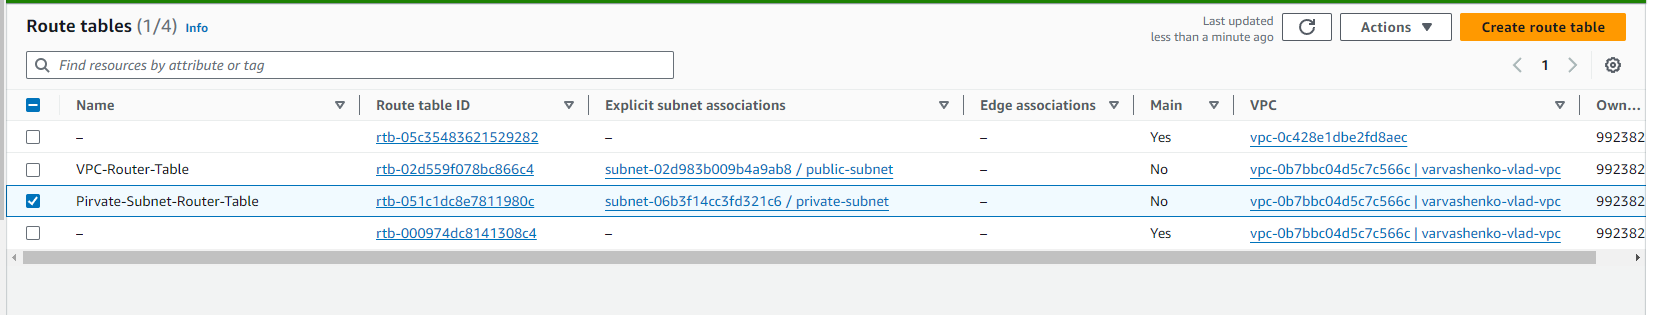 Route tables (1/4) Info
Last updated
less than a minute ago
Actions
Create route table
Find resources by attribute or tag
1
Name Route table ID Explicit subnet associations Edge associations Main VPC Own...
– rtb-05c35483621529282 – – Yes vpc-0c428e1dbe2fd8aec 992382
VPC-Router-Table rtb-02d559f078bc866c4 subnet-02d983b009b4a9ab8 / public-subnet – No vpc-0b7bbc04d5c7c566c | varvashenko-vlad-vpc 992382
Pirvate-Subnet-Router-Table rtb-051c1dc8e7811980c subnet-06b3f14cc3fd321c6 / private-subnet – No vpc-0b7bbc04d5c7c566c | varvashenko-vlad-vpc 992382
– rtb-000974dc8141308c4 – – Yes vpc-0b7bbc04d5c7c566c | varvashenko-vlad-vpc 992382